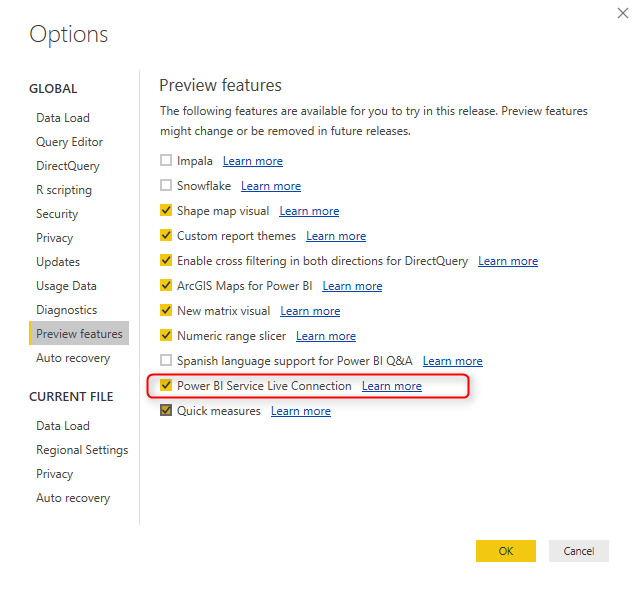 Options
GLOBAL
Data Load
Query Editor
DirectQuery
R scripting
Security
Privacy
Updates
Usage Data
Diagnostics
Preview features
Auto recovery
CURRENT FILE
Data Load
Regional Settings
Privacy
Auto recovery
Preview features
The following features are available for you to try in this release. Preview features
might change or be removed in future releases.
Impala Learn more
Snowflake Learn more
Shape map visual Learn more
Custom report themes Learn more
Enable cross filtering in both directions for DirectQuery Learn more
ArcGIS Maps for Power BI Learn more
New matrix visual Learn more
Numeric range slicer Learn more
Spanish language support for Power BI Q&A Learn more
Power BI Service Live Connection Learn more
Quick measures Learn more
OK
Cancel